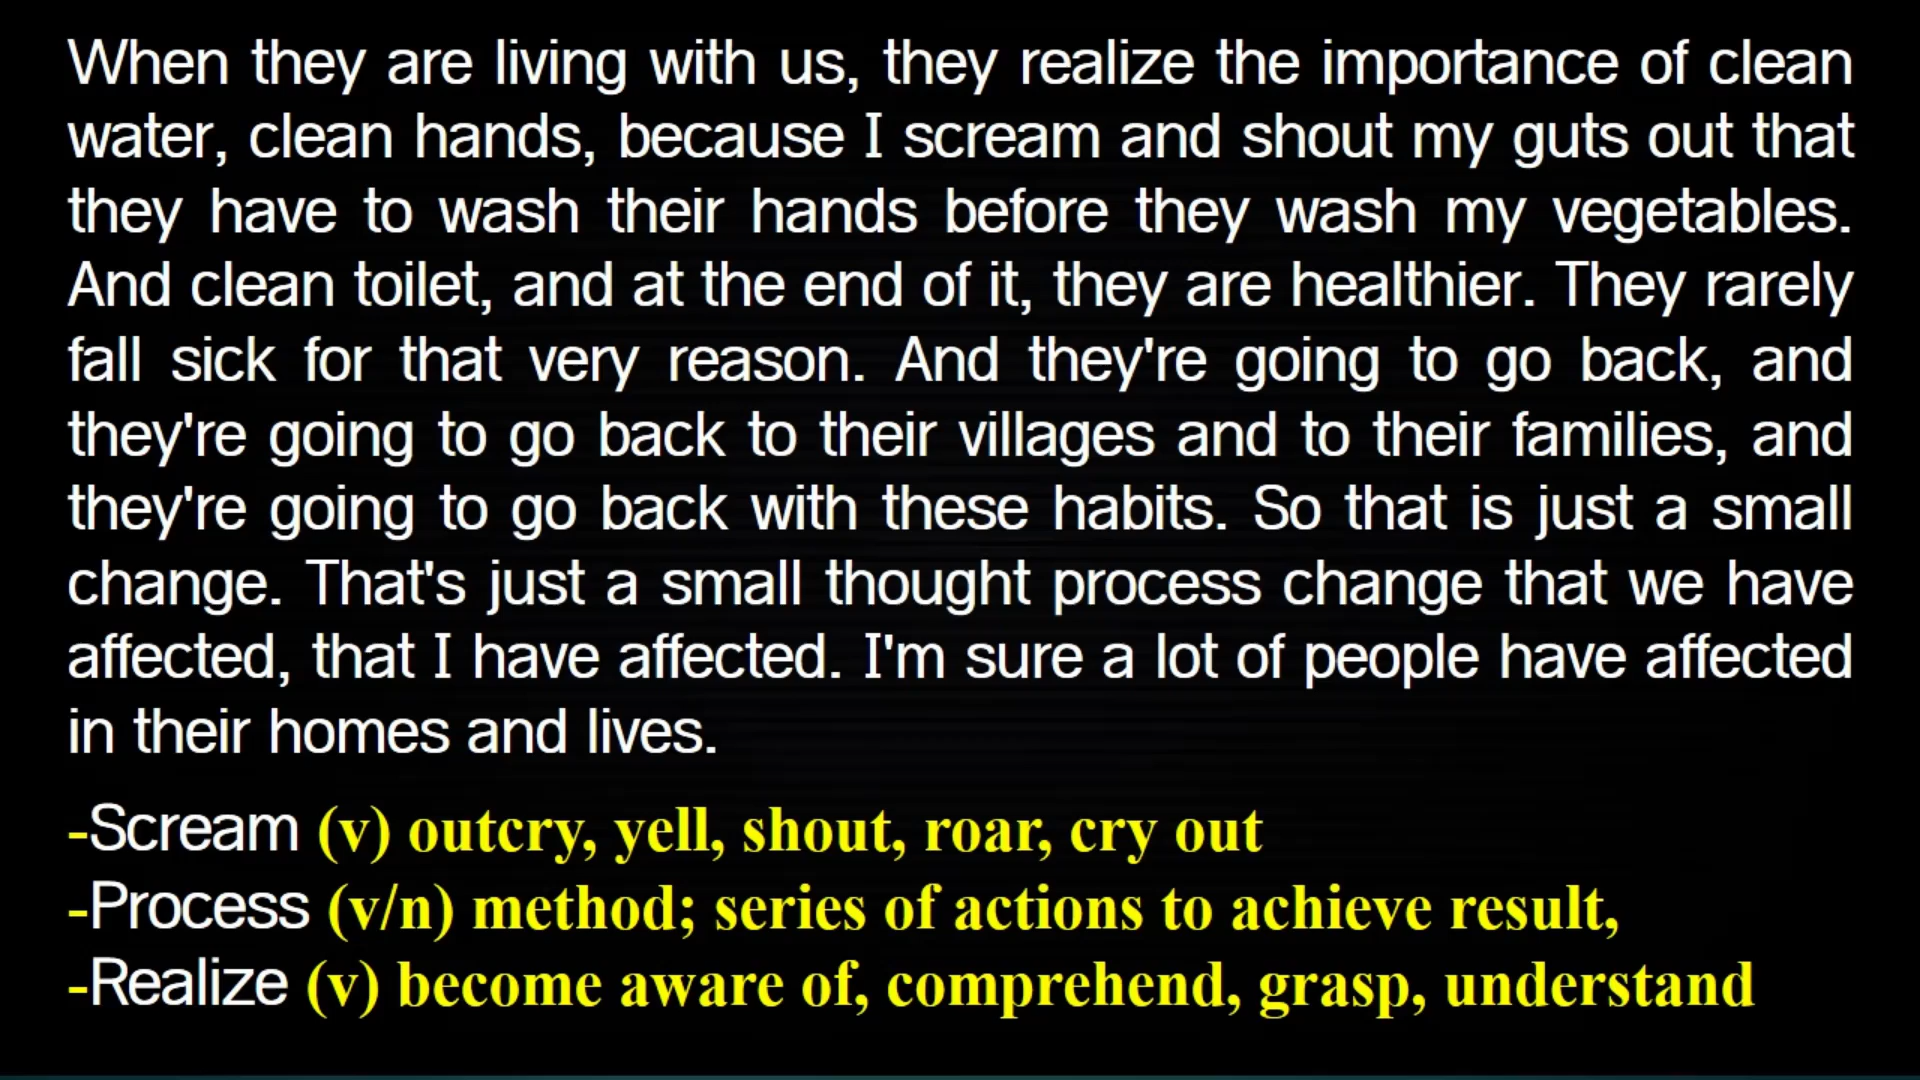 When they are living with us, they realize the importance of clean
water, clean hands, because I scream and shout my guts out that
they have to wash their hands before they wash my vegetables.
And clean toilet, and at the end of it, they are healthier. They rarely
fall sick for that very reason. And they're going to go back, and
they're going to go back to their villages and to their families, and
they're going to go back with these habits. So that is just a small
change. That's just a small thought process change that we have
affected, that I have affected. I'm sure a lot of people have affected
in their homes and lives.
-Scream (v) outcry, yell, shout, roar, cry out
-Process (v/n) method; series of actions to achieve result,
-Realize (v) become aware of, comprehend, grasp, understand